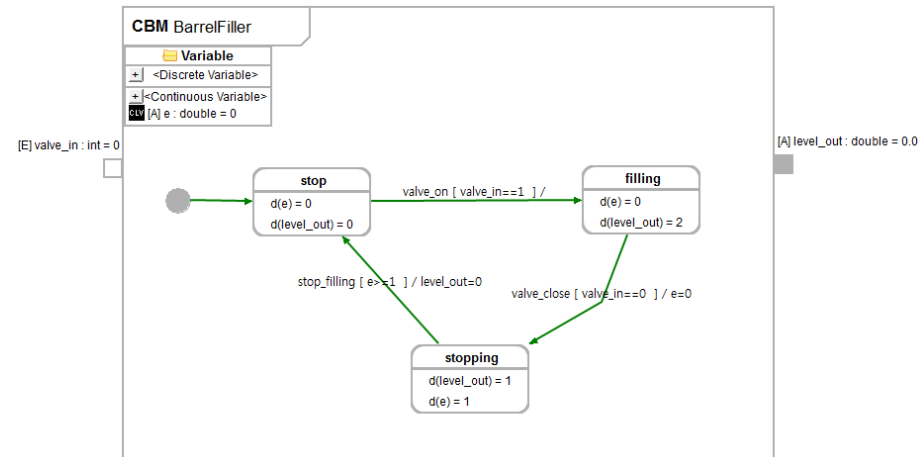 CBM BarrelFiller
Variable
+ <Discrete Variable>
+ <Continuous Variable>
CLV [A] e : double = 0
[E] valve_in : int = 0
[A] level_out : double = 0.0
stop
d(e) = 0
d(level_out) = 0
valve_on [ valve_in==1 ] /
filling
d(e) = 0
d(level_out) = 2
stop_filling [ e>=1 ] / level_out=0
valve_close [ valve_in==0 ] / e=0
stopping
d(level_out) = 1
d(e) = 1